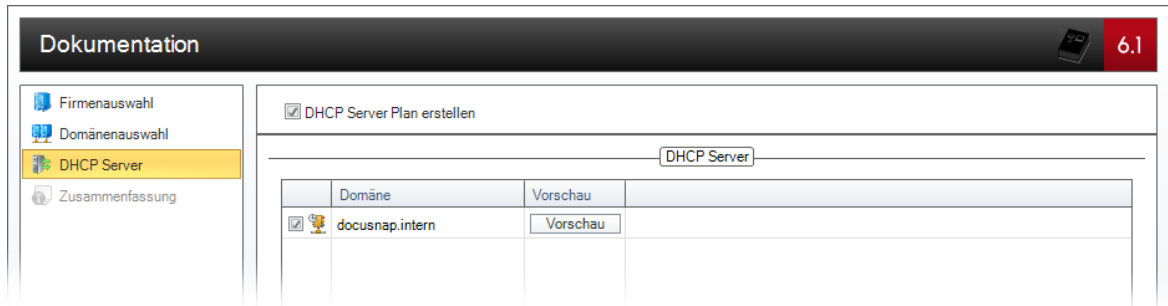 Dokumentation
6.1
Firmenauswahl
Domänenauswahl
DHCP Server
Zusammenfassung
DHCP Server Plan erstellen
DHCP Server
Domäne Vorschau
docusnap.intern Vorschau